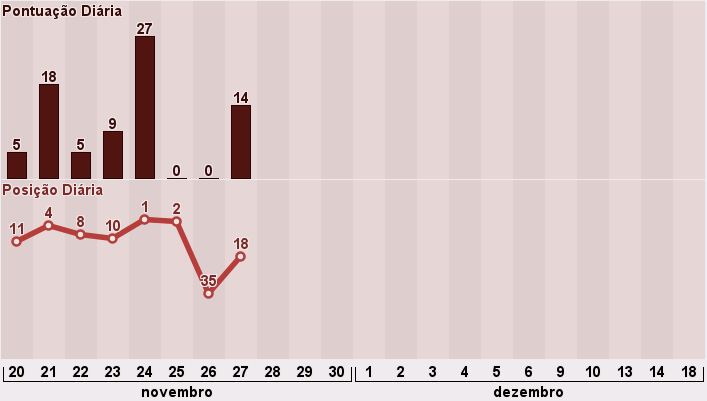 Pontuação Diária
5 18 5 9 27 0 0 14
Posição Diária
11 4 8 10 1 2 35 18
20 21 22 23 24 25 26 27 28 29 30 1 2 3 4 5 6 9 10 13 14 18
novembro dezembro